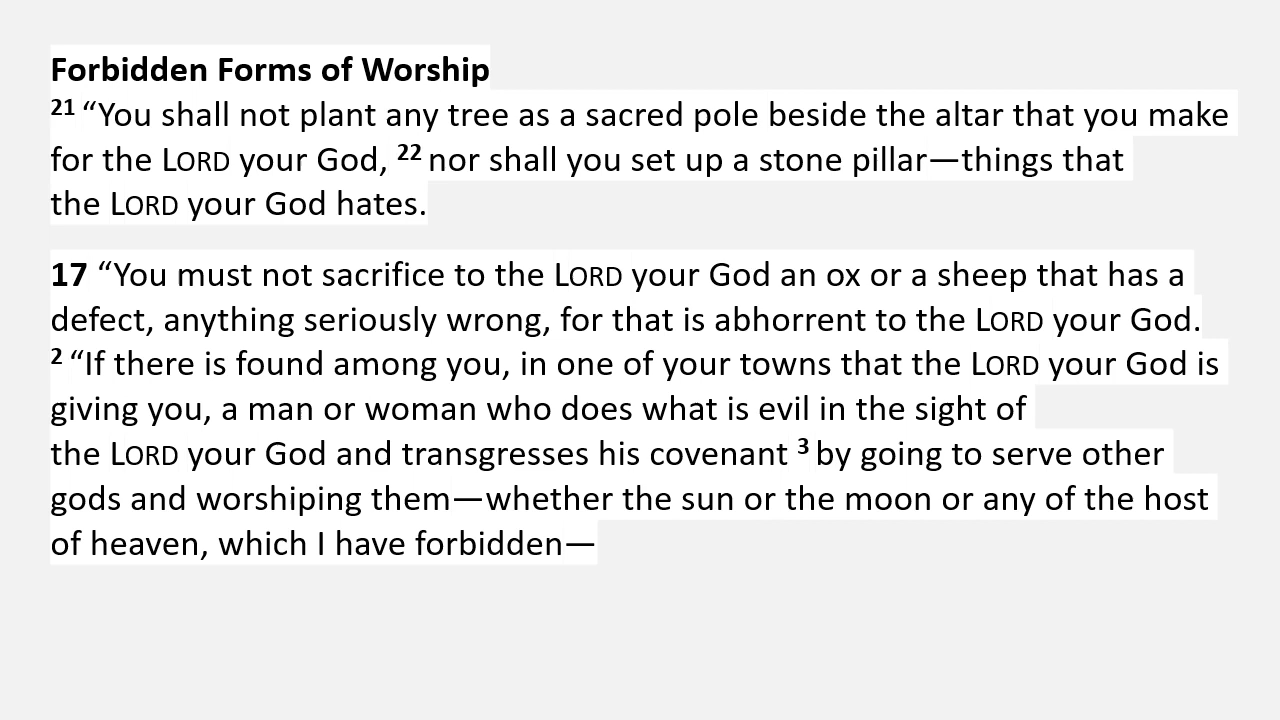 Forbidden Forms of Worship
21 “You shall not plant any tree as a sacred pole beside the altar that you make
for the LORD your God, 22 nor shall you set up a stone pillar—things that
the LORD your God hates.
17 “You must not sacrifice to the LORD your God an ox or a sheep that has a
defect, anything seriously wrong, for that is abhorrent to the LORD your God.
2 “If there is found among you, in one of your towns that the LORD your God is
giving you, a man or woman who does what is evil in the sight of
the LORD your God and transgresses his covenant 3 by going to serve other
gods and worshiping them—whether the sun or the moon or any of the host
of heaven, which I have forbidden—